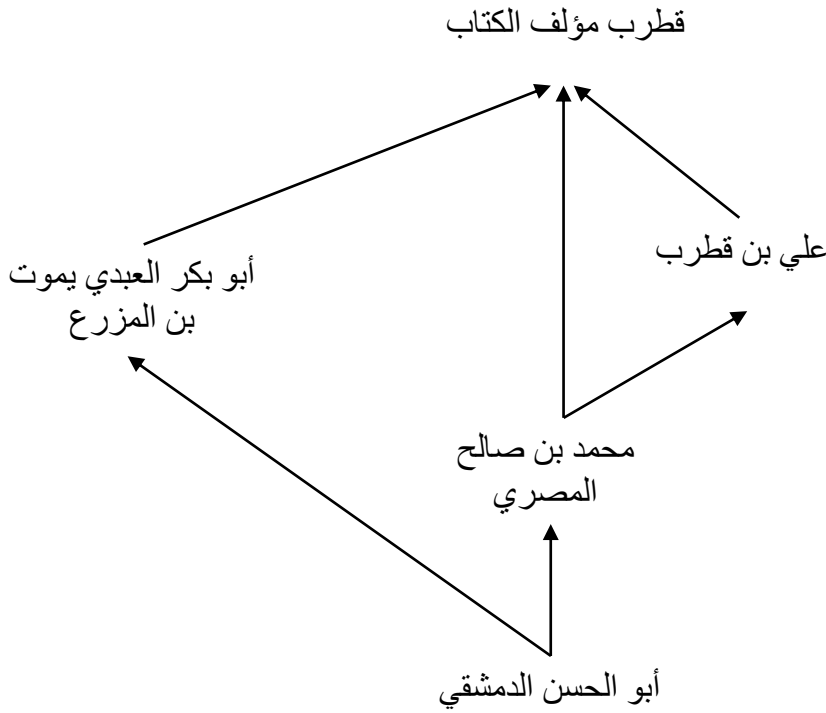 قطرب مؤلف الكتاب
علي بن قطرب
أبو بكر العبدي يموت
بن المزرع
محمد بن صالح
المصري
أبو الحسن الدمشقي